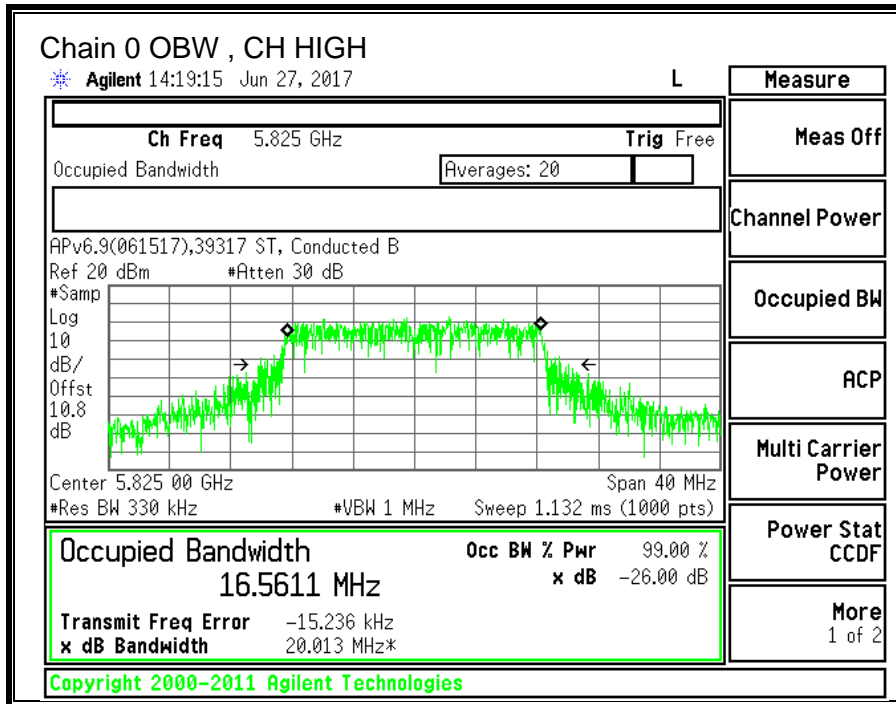 Chain 0 OBW , CH HIGH
Agilent 14:19:15 Jun 27, 2017 L Measure
Ch Freq 5.825 GHz Trig Free
Meas Off
Occupied Bandwidth Averages: 20
Channel Power
APv6.9(061517),39317 ST, Conducted B
Ref 20 dBm #Atten 30 dB
#Samp
Log
10
dB/
Offst
10.8
dB
Occupied BW
ACP
Center 5.825 00 GHz Span 40 MHz
#Res BW 330 kHz #VBW 1 MHz Sweep 1.132 ms (1000 pts)
Multi Carrier
Power
Occupied Bandwidth Occ BW % Pwr 99.00 %
16.5611 MHz x dB -26.00 dB
Power Stat
CCDF
Transmit Freq Error -15.236 kHz
x dB Bandwidth 20.013 MHz*
More
1 of 2
Copyright 2000-2011 Agilent Technologies